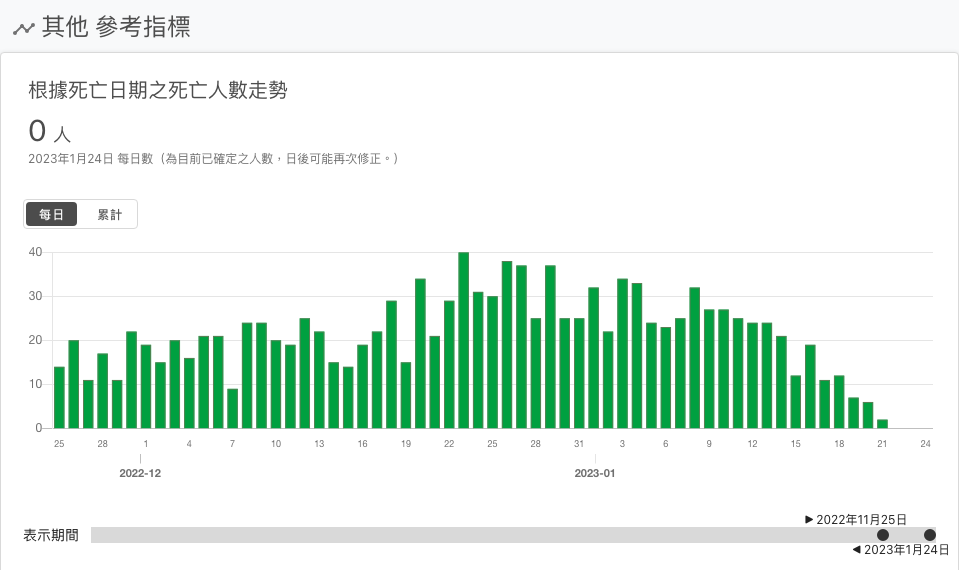 其他 參考指標
根據死亡日期之死亡人數走勢
0 人
2023年1月24日 每日數（為目前已確定之人數，日後可能再次修正。）
每日 累計
40
30
20
10
0
25 28 1 4 7 10 13 16 19 22 25 28 31 3 6 9 12 15 18 21 24
2022-12 2023-01
▶ 2022年11月25日
表示期間
◀ 2023年1月24日